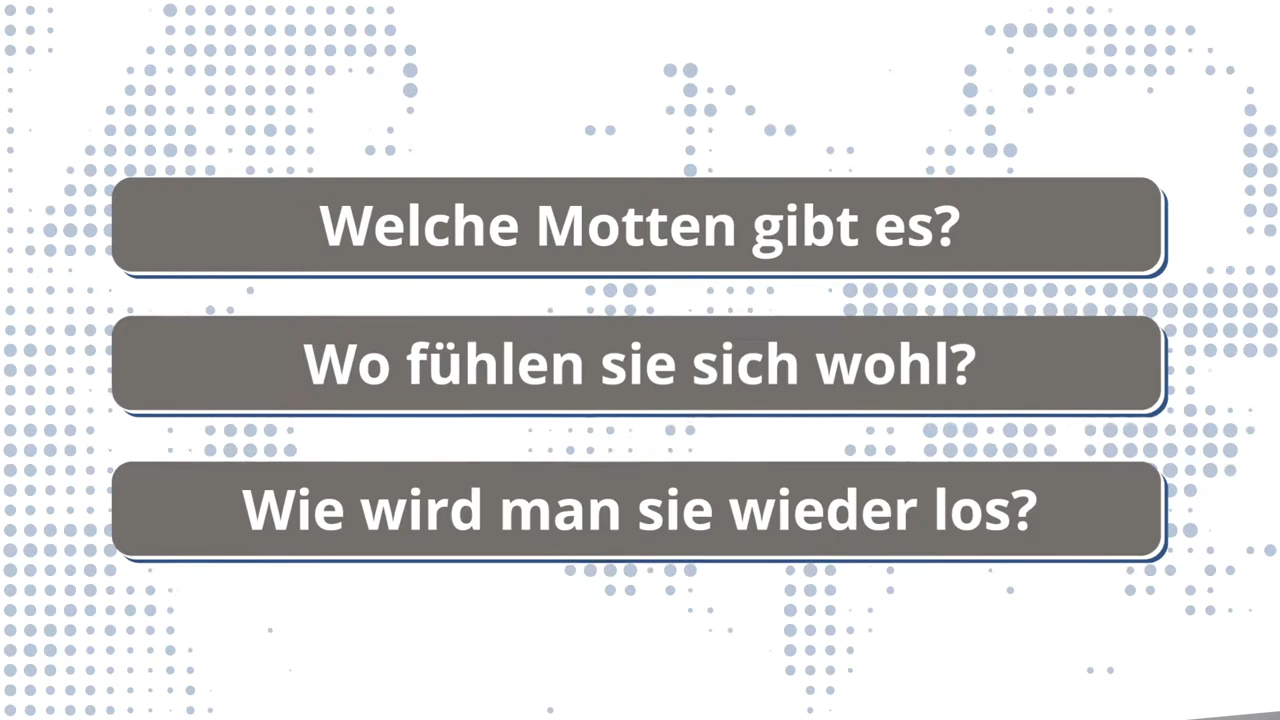 Welche Motten gibt es?
Wo fühlen sie sich wohl?
Wie wird man sie wieder los?